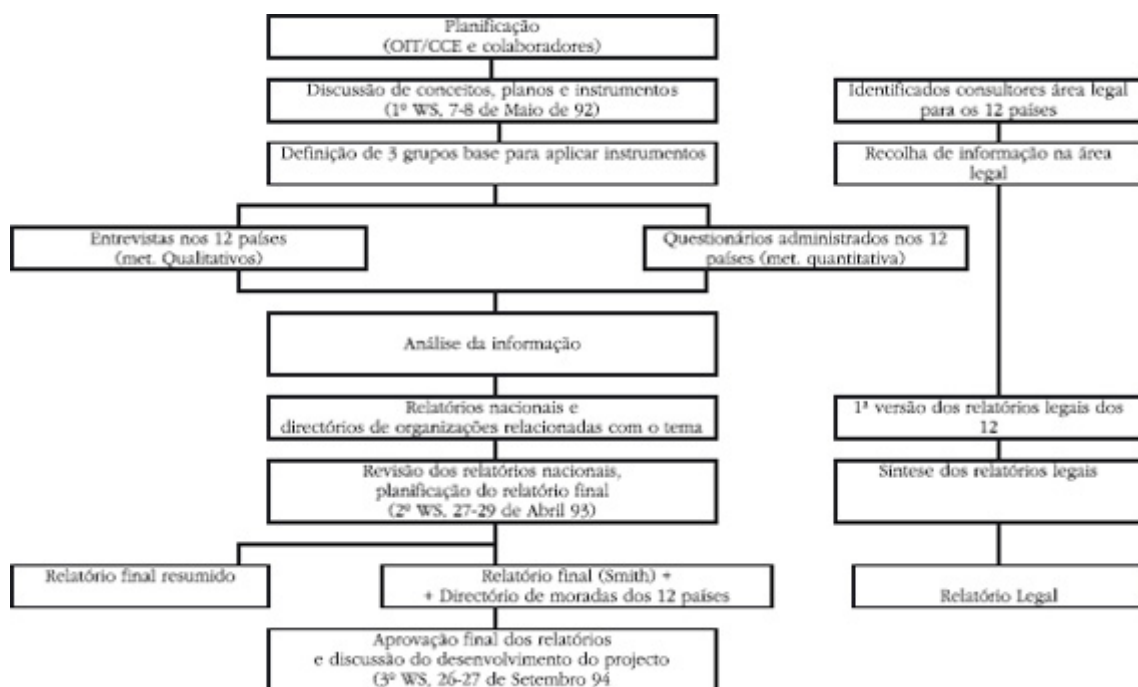 Planificação
(OIT/CCE e colaboradores)
Discussão de conceitos, planos e instrumentos
(1º WS, 7-8 de Maio de 92)
Definição de 3 grupos base para aplicar instrumentos
Entrevistas nos 12 países
(met. Qualitativos)
Questionários administrados nos 12
países (met. quantitativa)
Análise da informação
Relatórios nacionais e
directórios de organizações relacionadas com o tema
Revisão dos relatórios nacionais,
planificação do relatório final
(2º WS, 27-29 de Abril 93)
Relatório final resumido
Relatório final (Smith) +
+ Directório de moradas dos 12 países
Aprovação final dos relatórios
e discussão do desenvolvimento do projecto
(3º WS, 26-27 de Setembro 94
Identificados consultores área legal
para os 12 países
Recolha de informação na área
legal
1ª versão dos relatórios legais dos
12
Síntese dos relatórios legais
Relatório Legal